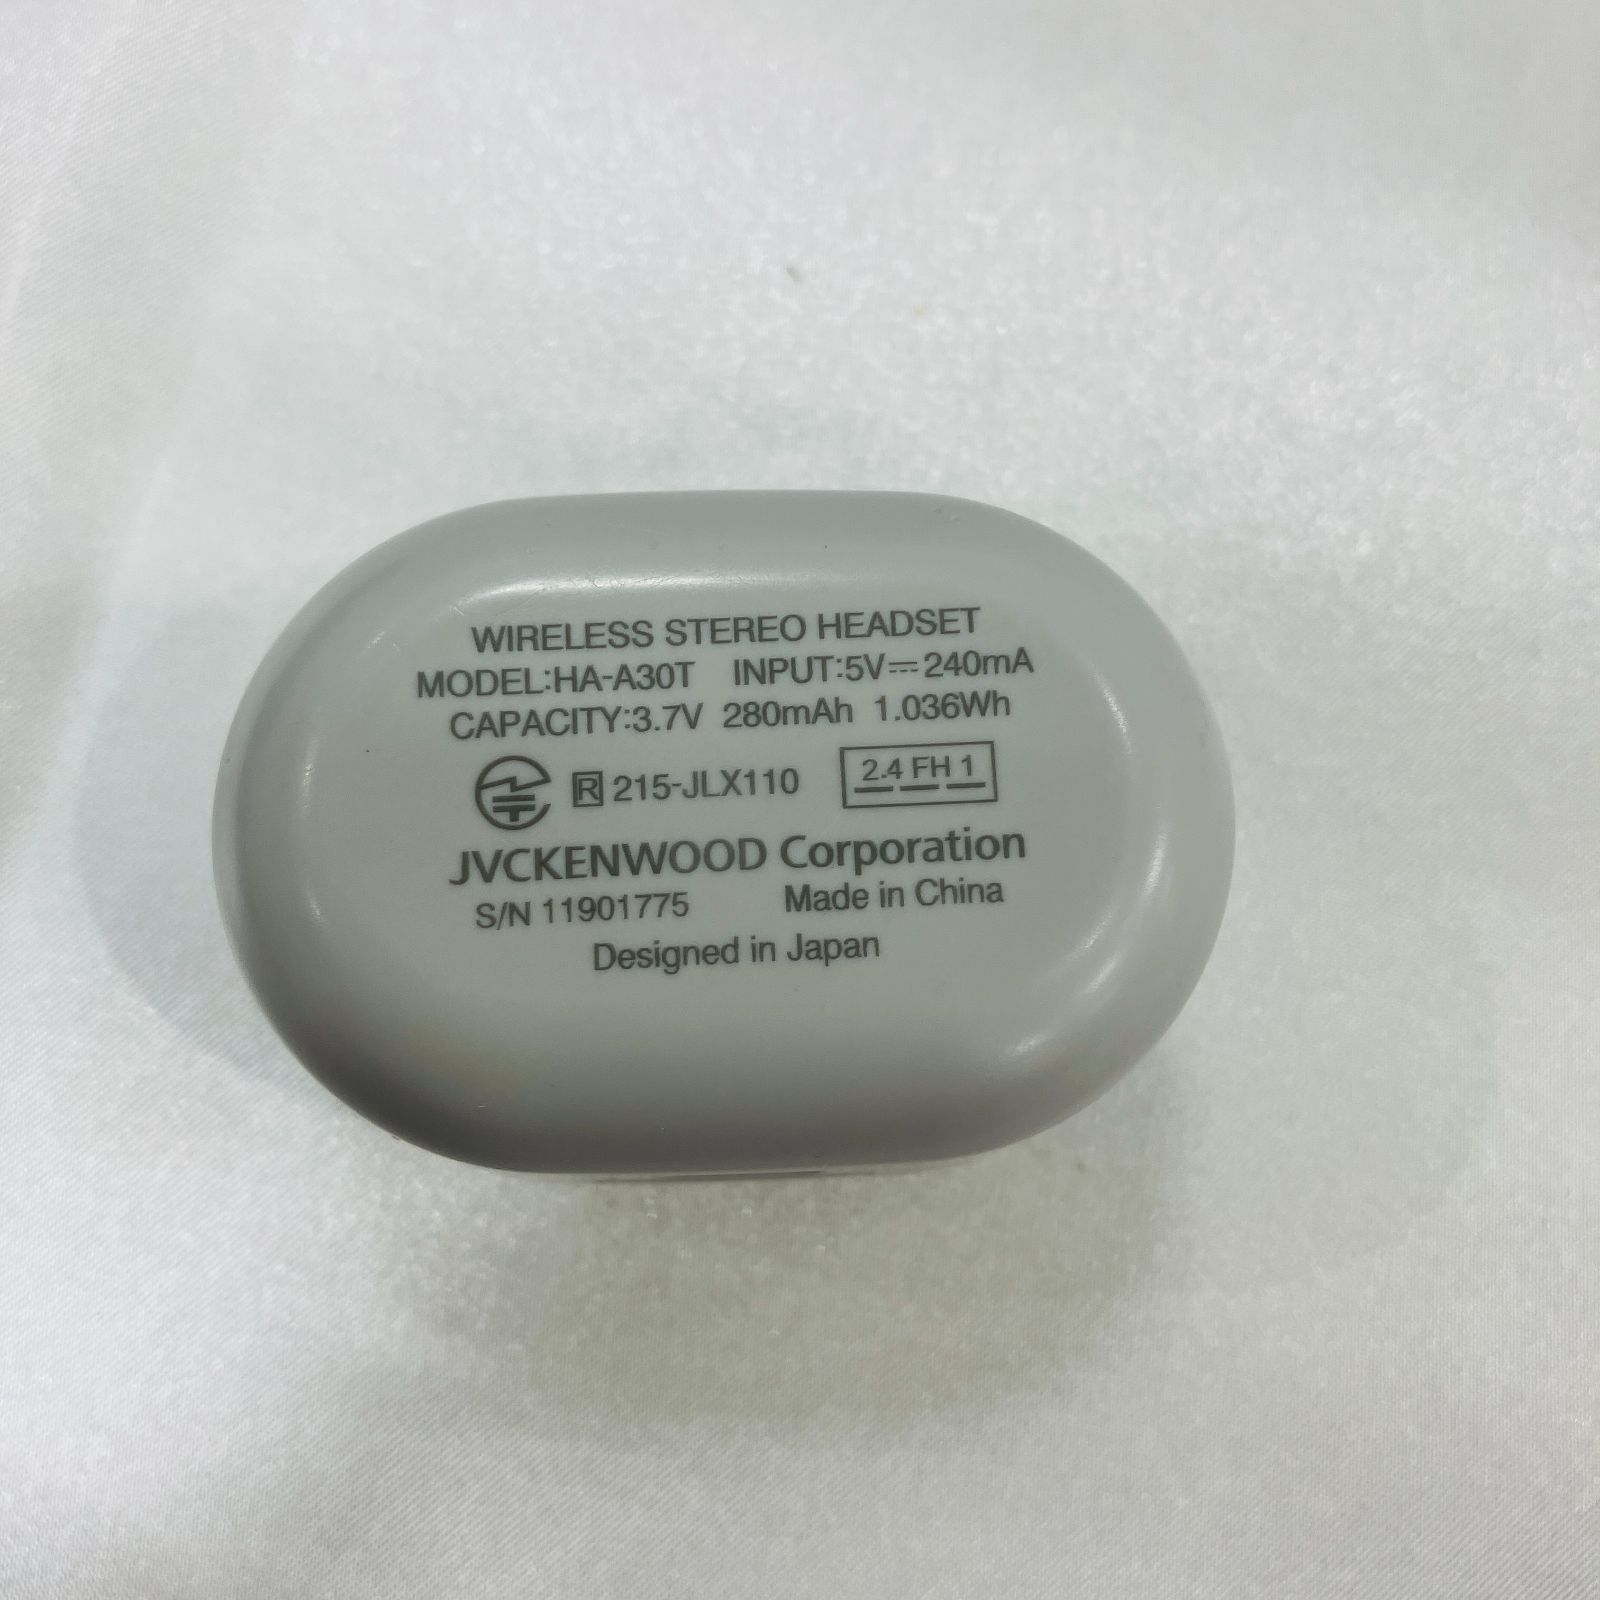 WIRELESS STEREO HEADSET
MODEL:HA-A30T INPUT:5V⎓240mA
CAPACITY:3.7V 280mAh 1.036Wh
R 215-JLX110 2.4 FH 1
JVCKENWOOD Corporation
S/N 11901775 Made in China
Designed in Japan